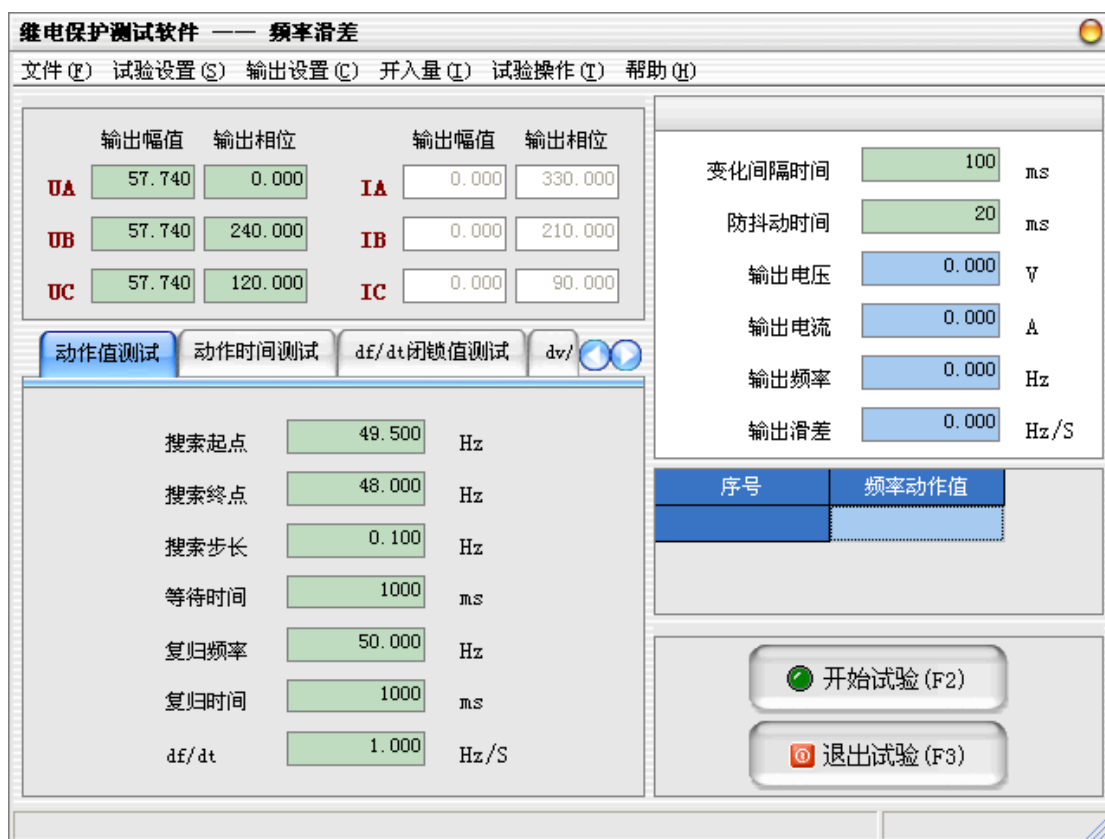 继电保护测试软件 —— 频率滑差
文件(F) 试验设置(S) 输出设置(C) 开入量(I) 试验操作(T) 帮助(H)
输出幅值 输出相位 输出幅值 输出相位
UA 57.740 0.000 IA 0.000 330.000
UB 57.740 240.000 IB 0.000 210.000
UC 57.740 120.000 IC 0.000 90.000
动作值测试 动作时间测试 df/dt闭锁值测试 dv/
搜索起点 49.500 Hz
搜索终点 48.000 Hz
搜索步长 0.100 Hz
等待时间 1000 ms
复归频率 50.000 Hz
复归时间 1000 ms
df/dt 1.000 Hz/S
变化间隔时间 100 ms
防抖动时间 20 ms
输出电压 0.000 V
输出电流 0.000 A
输出频率 0.000 Hz
输出滑差 0.000 Hz/S
序号 频率动作值
开始试验(F2)
退出试验(F3)